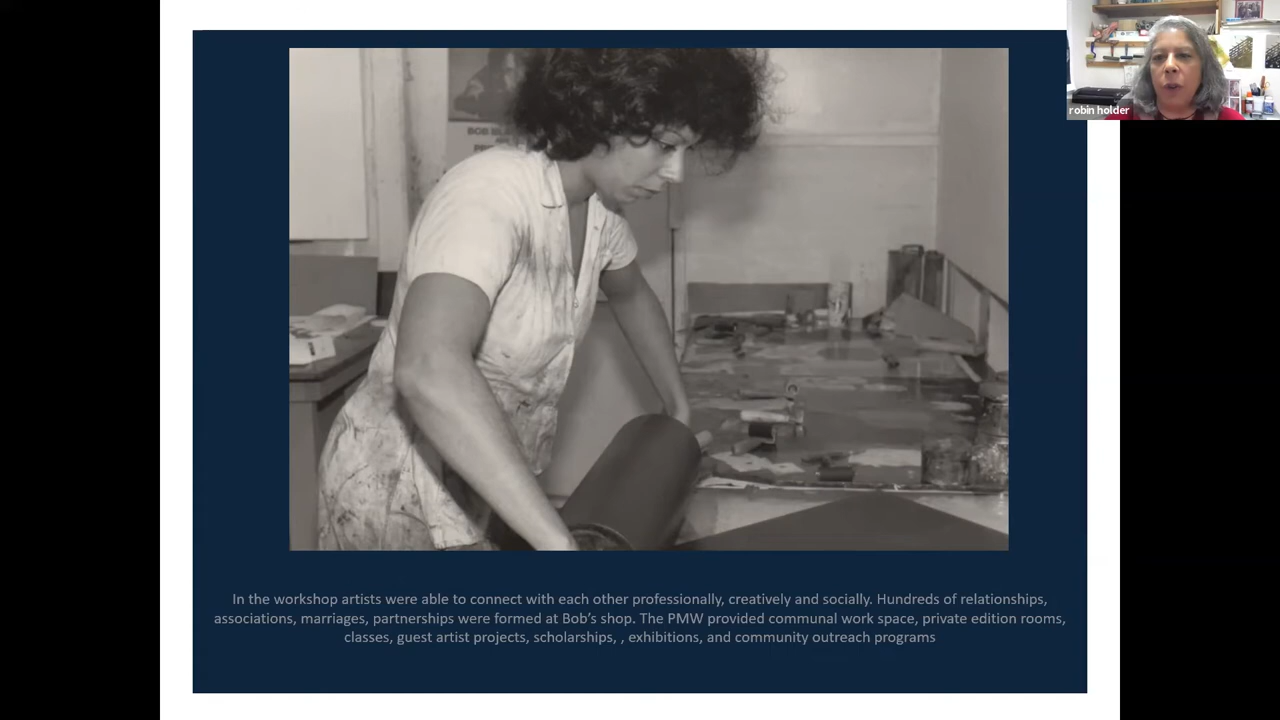 robin holder
BOB BLA
In the workshop artists were able to connect with each other professionally, creatively and socially. Hundreds of relationships,
associations, marriages, partnerships were formed at Bob's shop. The PMW provided communal work space, private edition rooms,
classes, guest artist projects, scholarships, , exhibitions, and community outreach programs